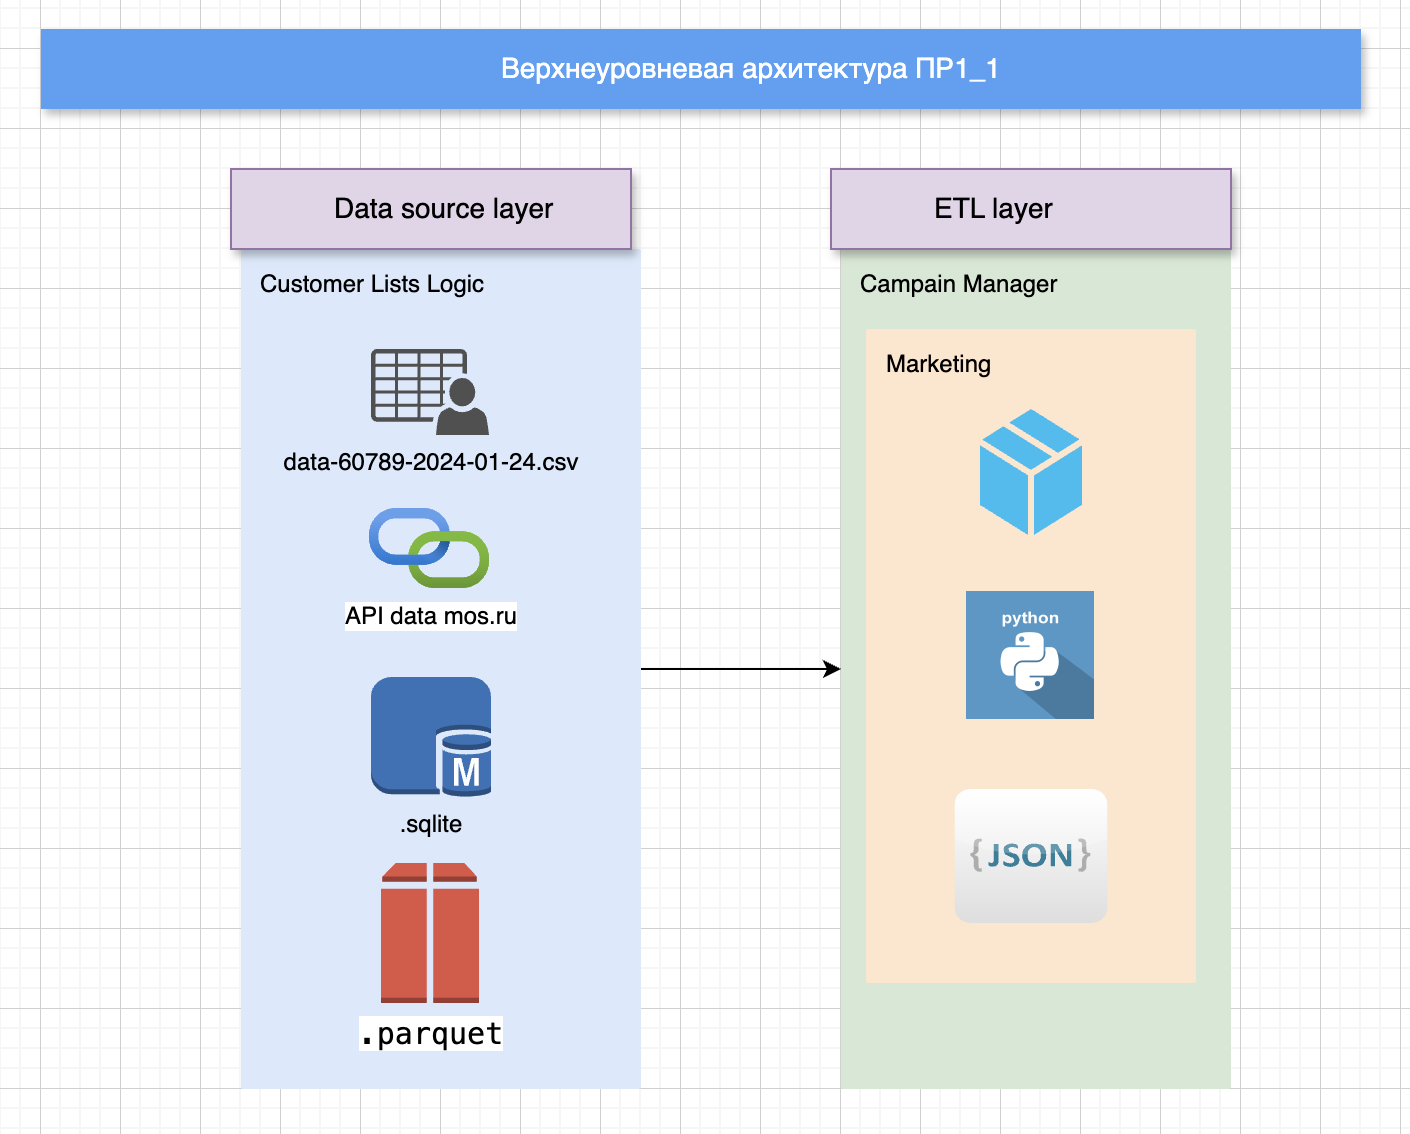 Верхнеуровневая архитектура ПР1_1
Data source layer
Customer Lists Logic
data-60789-2024-01-24.csv
API data mos.ru
M
.sqlite
.parquet
ETL layer
Campain Manager
Marketing
python
{JSON}